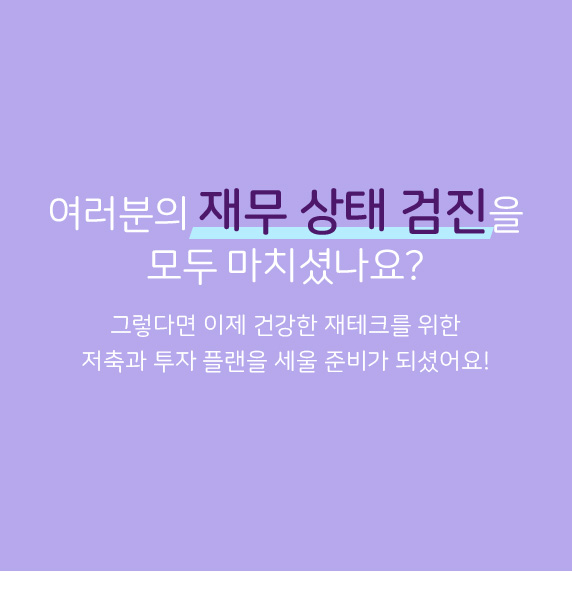 여러분의 재무 상태 검진을
모두 마치셨나요?
그렇다면 이제 건강한 재테크를 위한
저축과 투자 플랜을 세울 준비가 되셨어요!